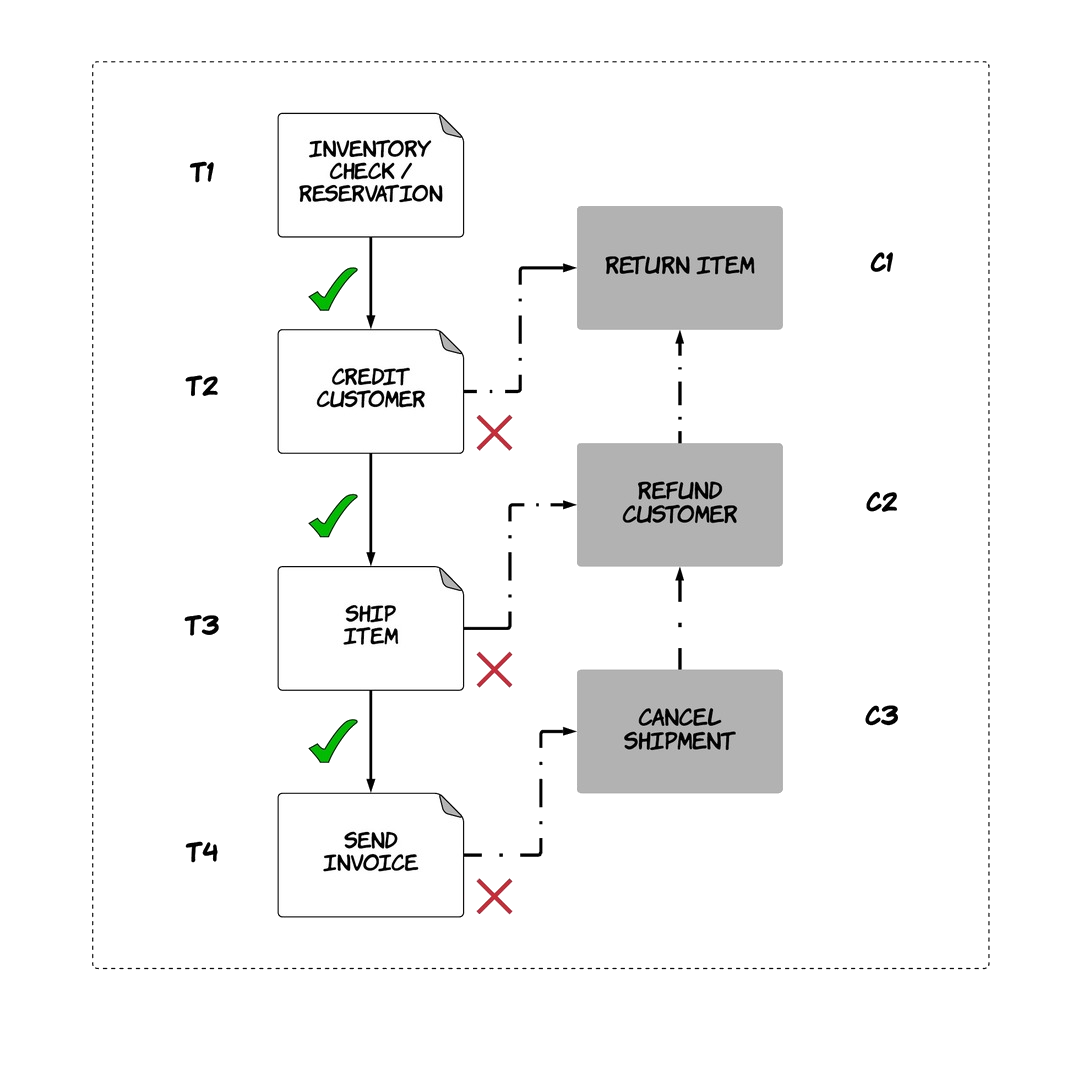 T1
INVENTORY
CHECK /
RESERVATION
RETURN ITEM
C1
T2
CREDIT
CUSTOMER
REFUND
CUSTOMER
C2
T3
SHIP
ITEM
CANCEL
SHIPMENT
C3
T4
SEND
INVOICE